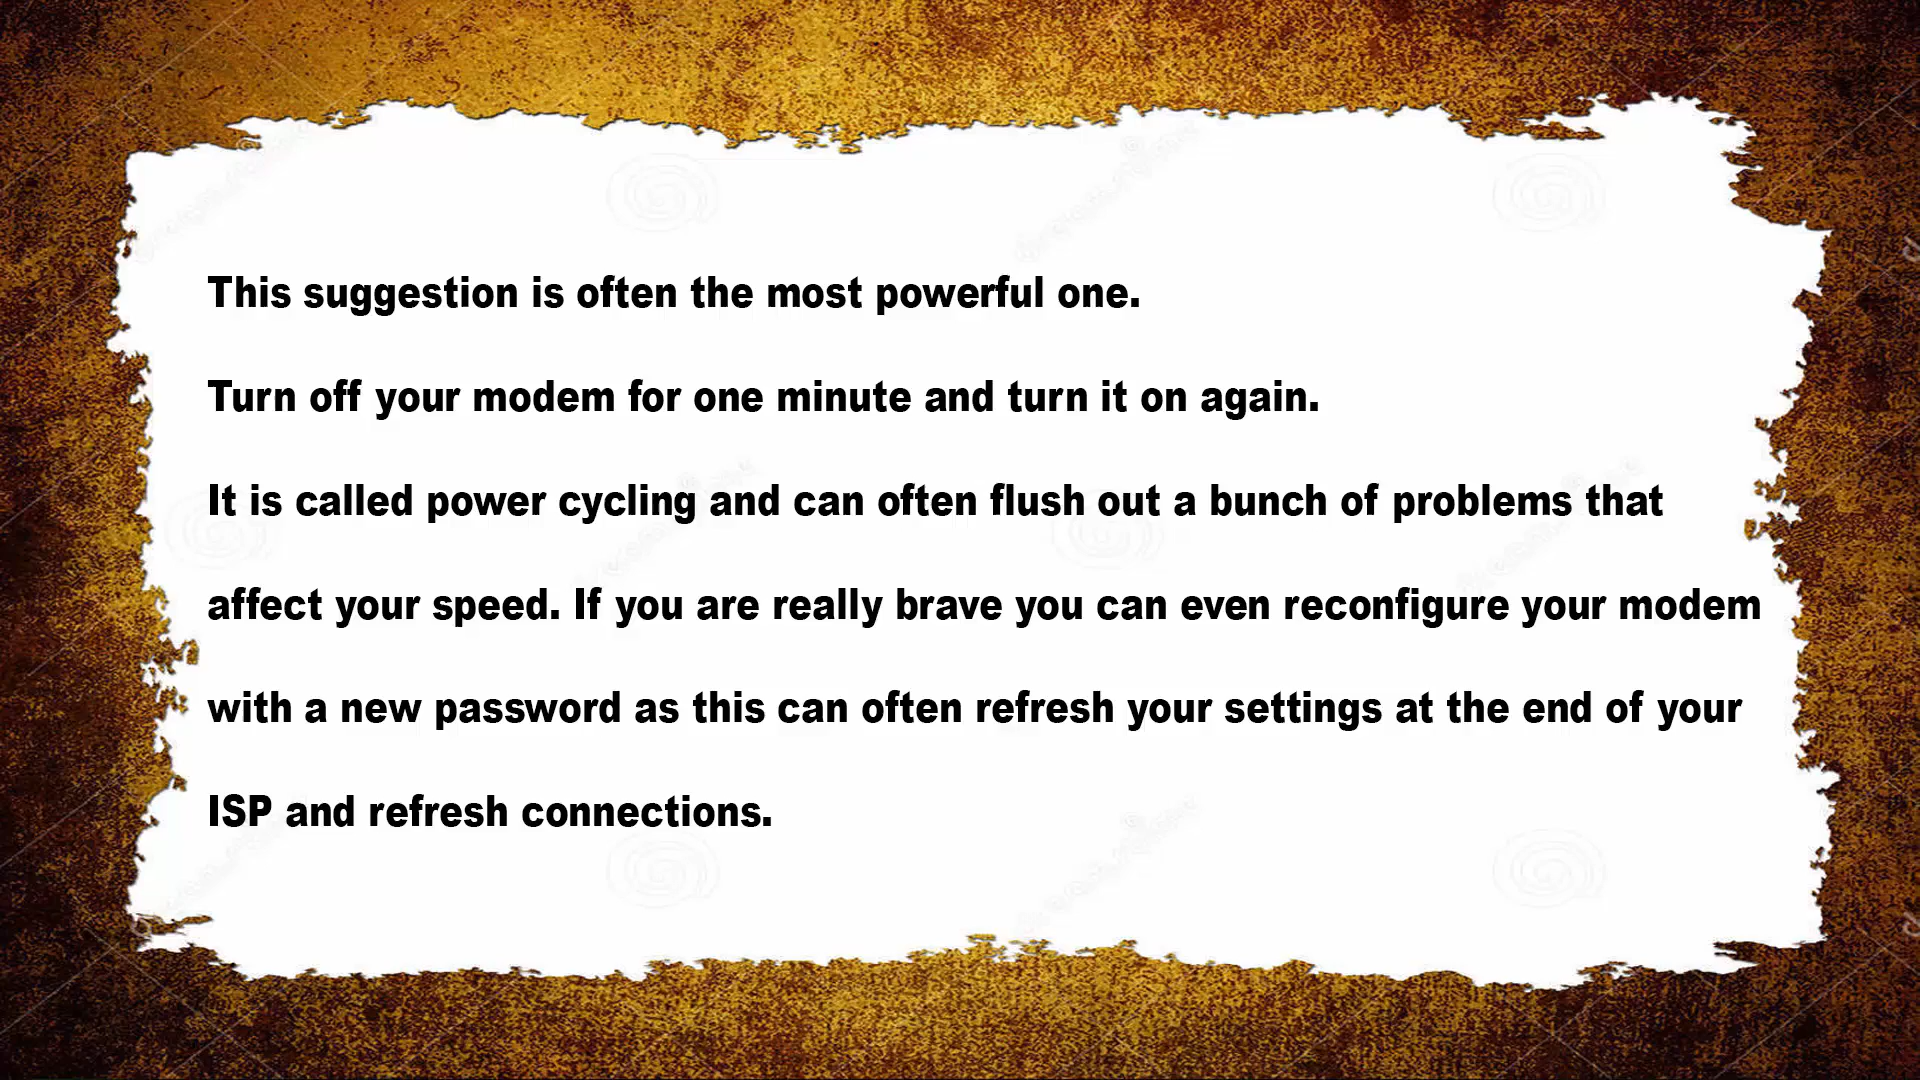 This suggestion is often the most powerful one.
Turn off your modem for one minute and turn it on again.
It is called power cycling and can often flush out a bunch of problems that
affect your speed. If you are really brave you can even reconfigure your modem
with a new password as this can often refresh your settings at the end of your
ISP and refresh connections.